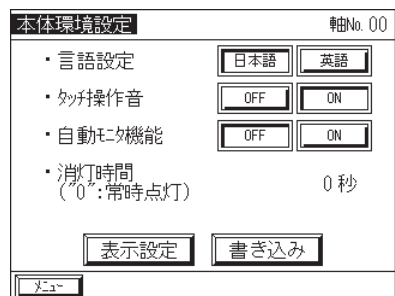 本体環境設定 軸No. 00
・言語設定 日本語 英語
・ﾀｯﾁ操作音 OFF ON
・自動ﾓﾆﾀ機能 OFF ON
・消灯時間 0 秒
("0":常時点灯)
表示設定 書き込み
ﾒﾆｭｰ